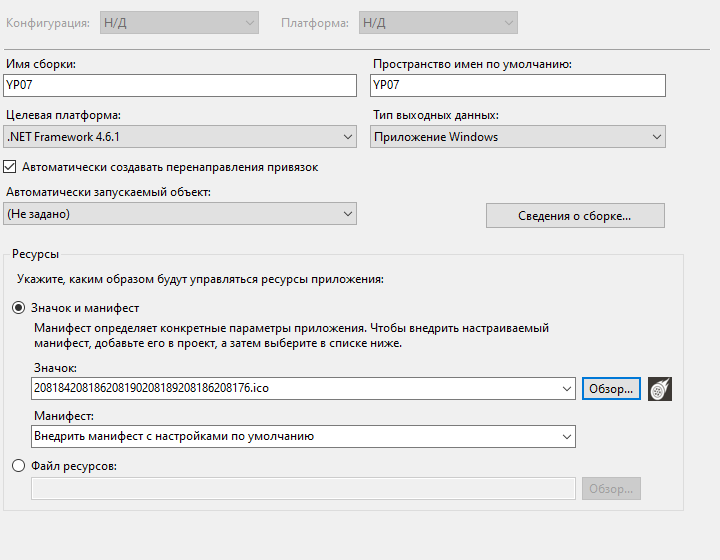 Конфигурация: Н/Д Платформа: Н/Д
Имя сборки: Пространство имен по умолчанию:
YP07 YP07
Целевая платформа: Тип выходных данных:
.NET Framework 4.6.1 Приложение Windows
Автоматически создавать перенаправления привязок
Автоматически запускаемый объект:
(Не задано) Сведения о сборке...
Ресурсы
Укажите, каким образом будут управляться ресурсы приложения:
Значок и манифест
Манифест определяет конкретные параметры приложения. Чтобы внедрить настраиваемый
манифест, добавьте его в проект, а затем выберите в списке ниже.
Значок:
208184208186208190208189208186208176.ico Обзор...
Манифест:
Внедрить манифест с настройками по умолчанию
Файл ресурсов:
Обзор...